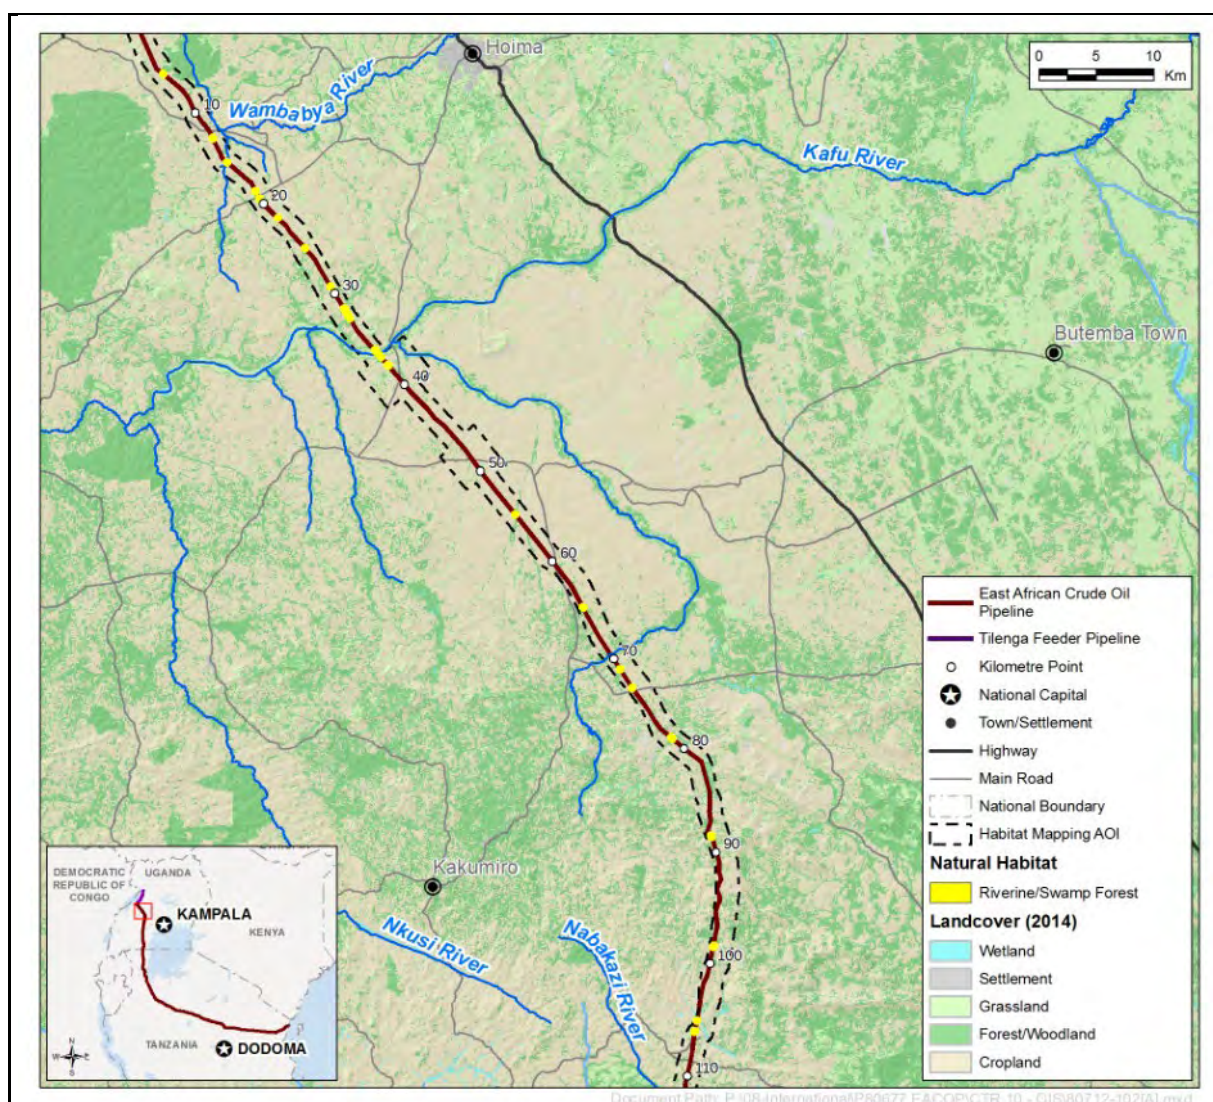 Hoima
0 5 10
Km
Wambabya River
10
Kafu River
20
30
Butemba Town
40
50
60
70
80
90
Kakumiro
Nkusi River
Nabakazi River
100
110
East African Crude Oil
Pipeline
Tilenga Feeder Pipeline
Kilometre Point
National Capital
Town/Settlement
Highway
Main Road
National Boundary
Habitat Mapping AOI
Natural Habitat
Riverine/Swamp Forest
Landcover (2014)
Wetland
Settlement
Grassland
Forest/Woodland
Cropland
DEMOCRATIC
REPUBLIC OF
CONGO
UGANDA
KAMPALA
KENYA
TANZANIA
DODOMA
N
W E
S